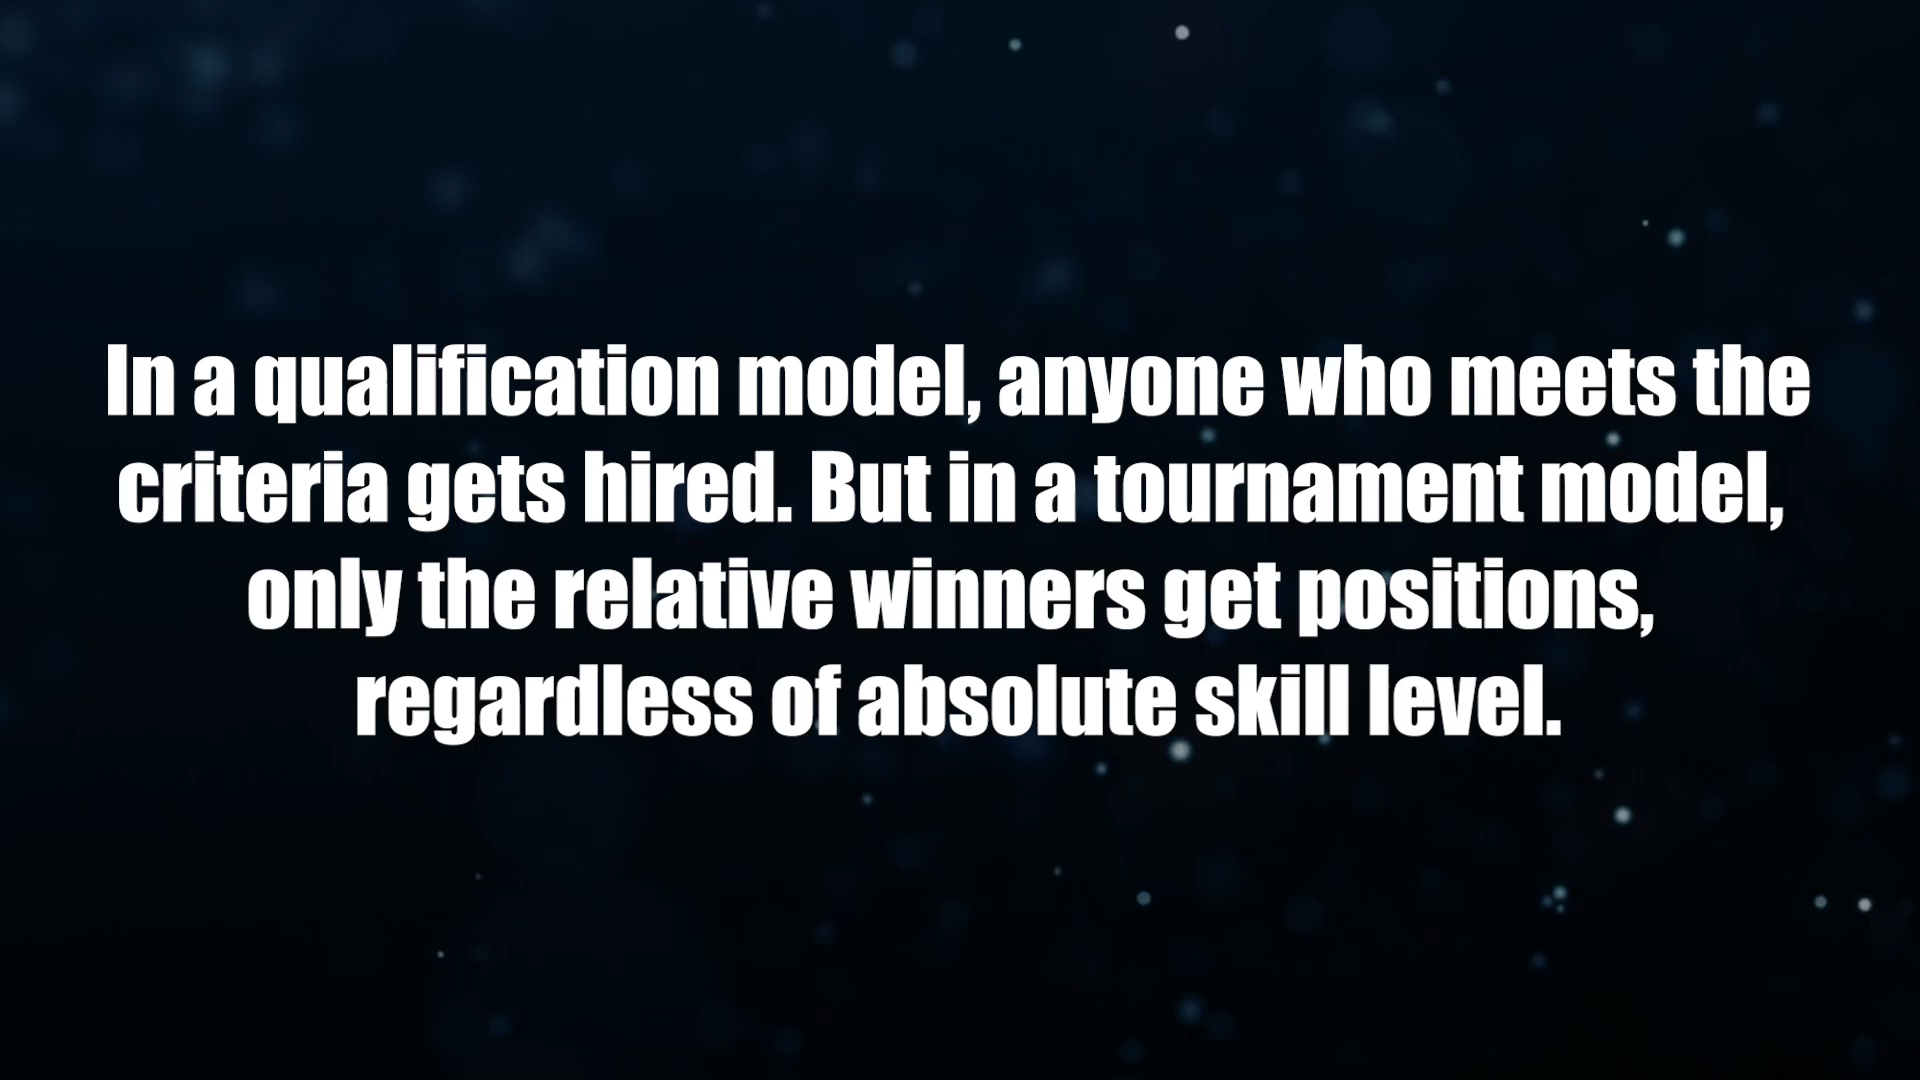 In a qualification model, anyone who meets the
criteria gets hired. But in a tournament model,
only the relative winners get positions,
regardless of absolute skill level.